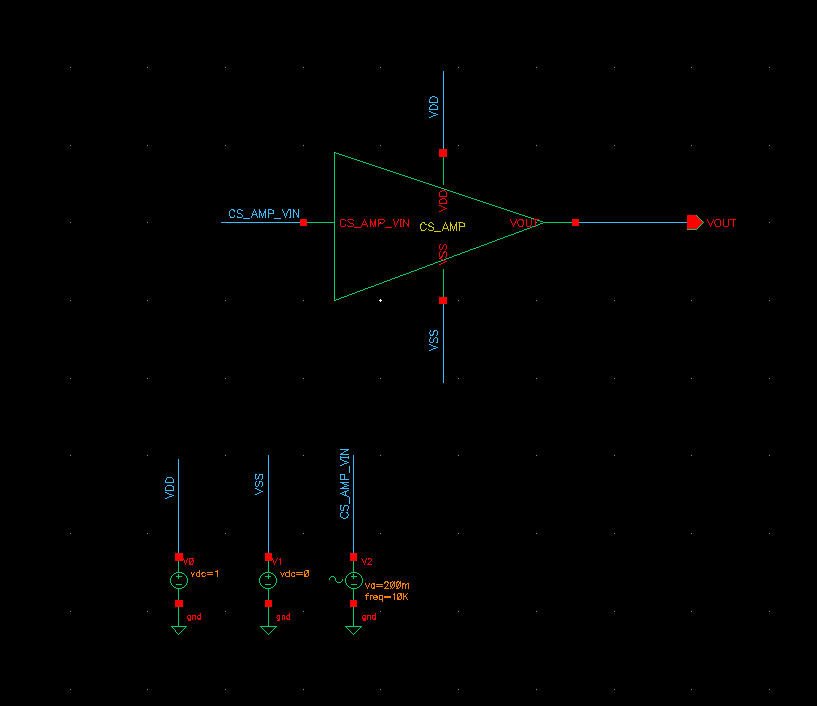 VDD
VDD
CS_AMP_VIN
CS_AMP_VIN
CS_AMP
VOUT
VOUT
VSS
VSS
VDD
VSS
CS_AMP_VIN
V0
vdc=1
gnd
V1
vdc=0
gnd
V2
va=200m
freq=10K
gnd